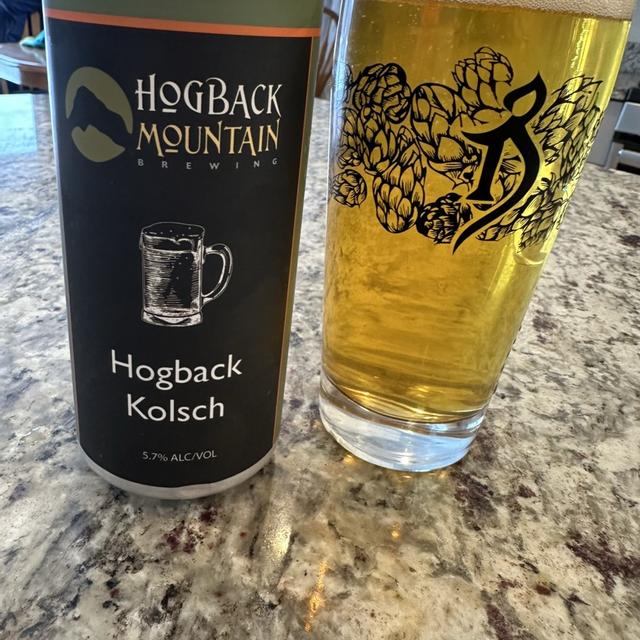 HOGBACK
MOUNTAIN
BREWING
Hogback
Kolsch
5.7% ALC/VOL